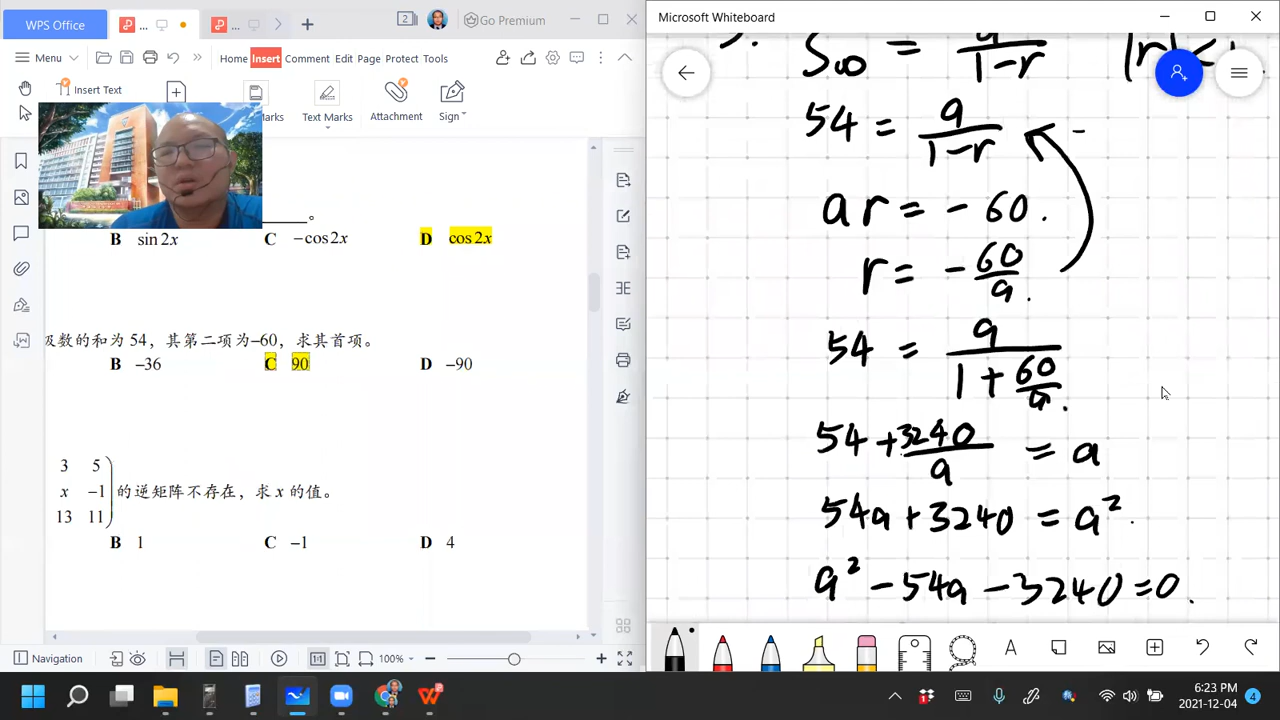 WPS Office
...
...
2
Go Premium
Menu
Home Insert Comment Edit Page Protect Tools
Insert Text
Text Marks
Attachment
Sign
。
B sin 2x C −cos 2x D cos 2x
级数的和为 54，其第二项为−60，求其首项。
B −36 C 90 D −90
3 5
x −1 的逆矩阵不存在，求 x 的值。
13 11
B 1 C −1 D 4
Navigation
100%
Microsoft Whiteboard
S∞ = a/(1−r) |r|<
54 = a/(1−r)
ar = −60.
r = −60/a.
54 = a/(1+60/a).
54 + 3240/a = a
54a + 3240 = a².
a² − 54a − 3240 = 0.
6:23 PM
2021-12-04
4